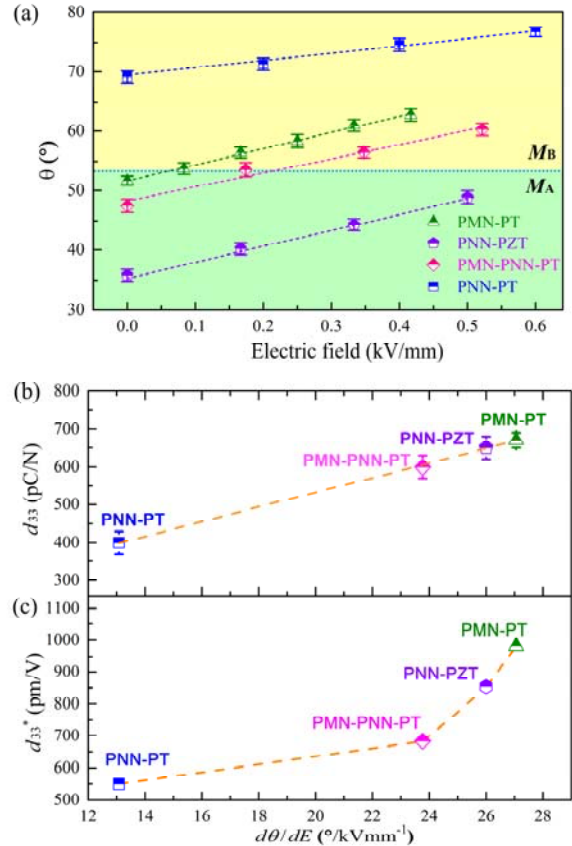 (a)
80
70
60
50
40
30
θ (°)
M_B
M_A
PMN-PT
PNN-PZT
PMN-PNN-PT
PNN-PT
0.0 0.1 0.2 0.3 0.4 0.5 0.6
Electric field (kV/mm)
(b)
800
700
600
500
400
300
d₃₃ (pC/N)
PMN-PT
PNN-PZT
PMN-PNN-PT
PNN-PT
(c)
1100
1000
900
800
700
600
500
d₃₃* (pm/V)
PMN-PT
PNN-PZT
PMN-PNN-PT
PNN-PT
12 14 16 18 20 22 24 26 28
dθ/dE (°/kVmm⁻¹)